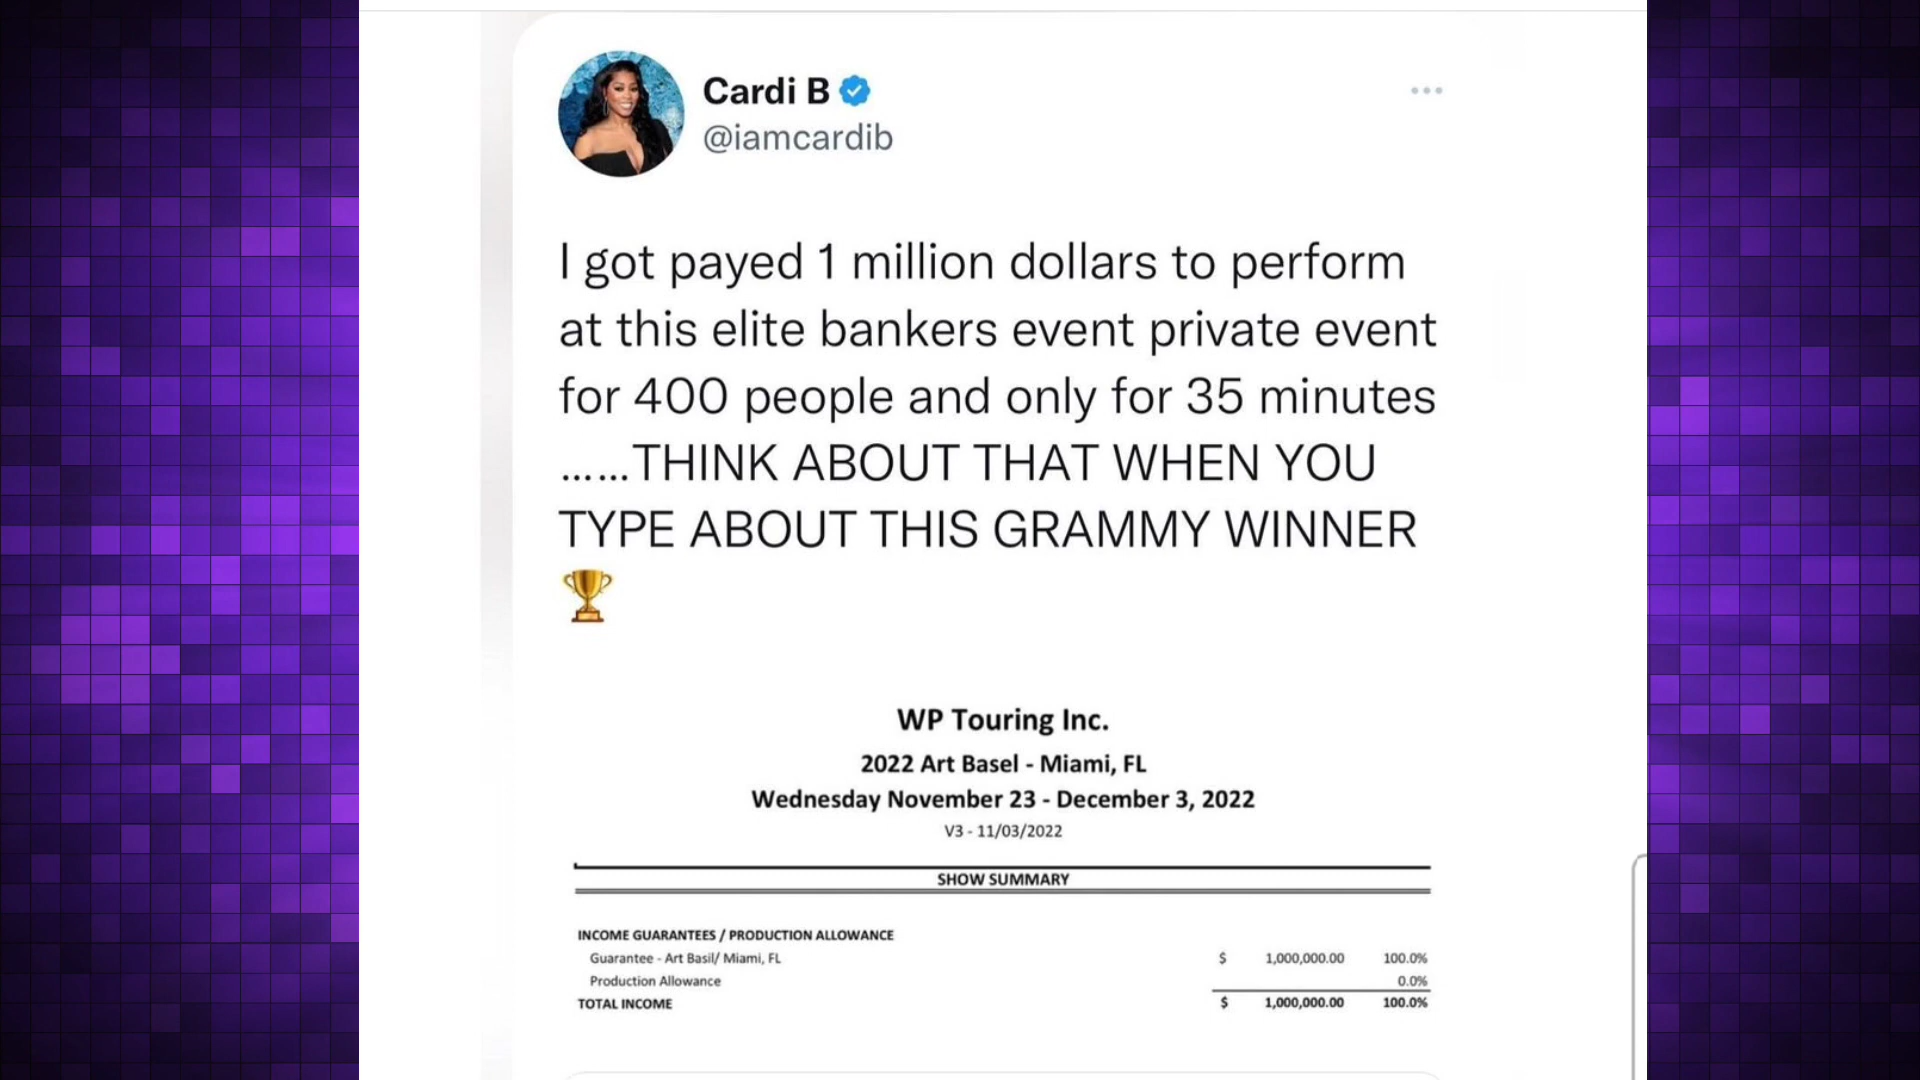 Cardi B
@iamcardib
I got payed 1 million dollars to perform
at this elite bankers event private event
for 400 people and only for 35 minutes
......THINK ABOUT THAT WHEN YOU
TYPE ABOUT THIS GRAMMY WINNER
🏆
WP Touring Inc.
2022 Art Basel - Miami, FL
Wednesday November 23 - December 3, 2022
V3 - 11/03/2022
SHOW SUMMARY
INCOME GUARANTEES / PRODUCTION ALLOWANCE
Guarantee - Art Basil/ Miami, FL $ 1,000,000.00 100.0%
Production Allowance 0.0%
TOTAL INCOME $ 1,000,000.00 100.0%